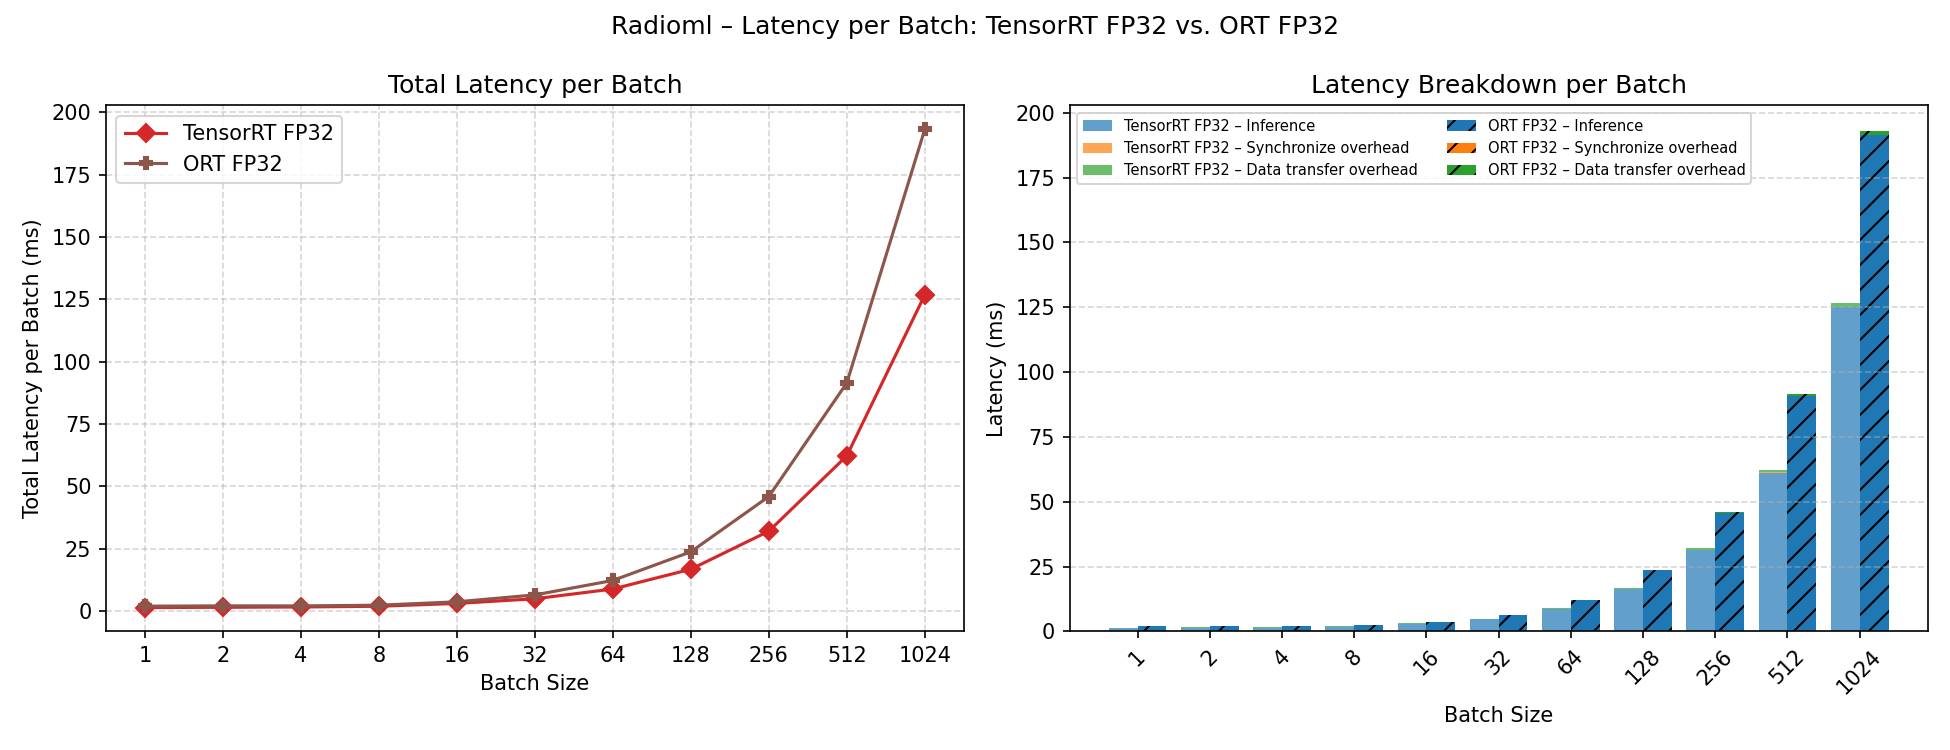 Radioml – Latency per Batch: TensorRT FP32 vs. ORT FP32
Total Latency per Batch
200
175
150
125
100
75
50
25
0
Total Latency per Batch (ms)
TensorRT FP32
ORT FP32
1 2 4 8 16 32 64 128 256 512 1024
Batch Size
Latency Breakdown per Batch
200
175
150
125
100
75
50
25
0
Latency (ms)
TensorRT FP32 – Inference
TensorRT FP32 – Synchronize overhead
TensorRT FP32 – Data transfer overhead
ORT FP32 – Inference
ORT FP32 – Synchronize overhead
ORT FP32 – Data transfer overhead
1 2 4 8 16 32 64 128 256 512 1024
Batch Size